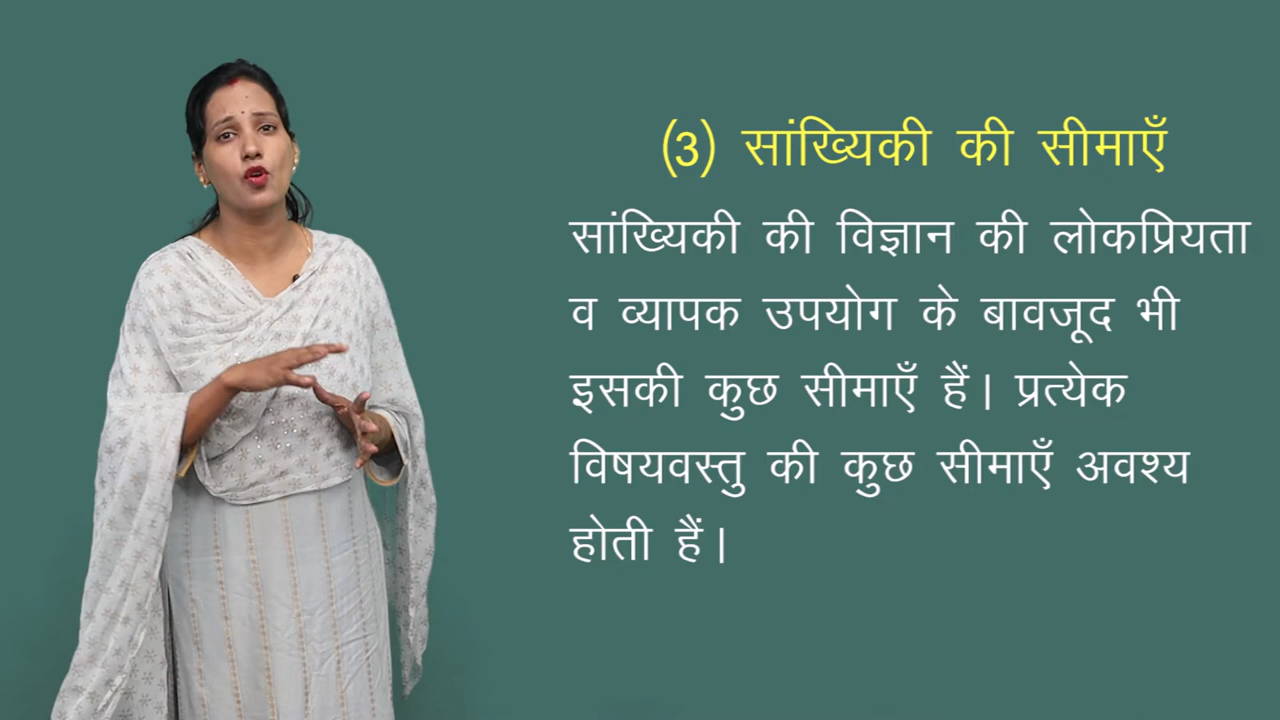 (3) सांख्यिकी की सीमाएँ
सांख्यिकी की विज्ञान की लोकप्रियता
व व्यापक उपयोग के बावजूद भी
इसकी कुछ सीमाएँ हैं। प्रत्येक
विषयवस्तु की कुछ सीमाएँ अवश्य
होती हैं।